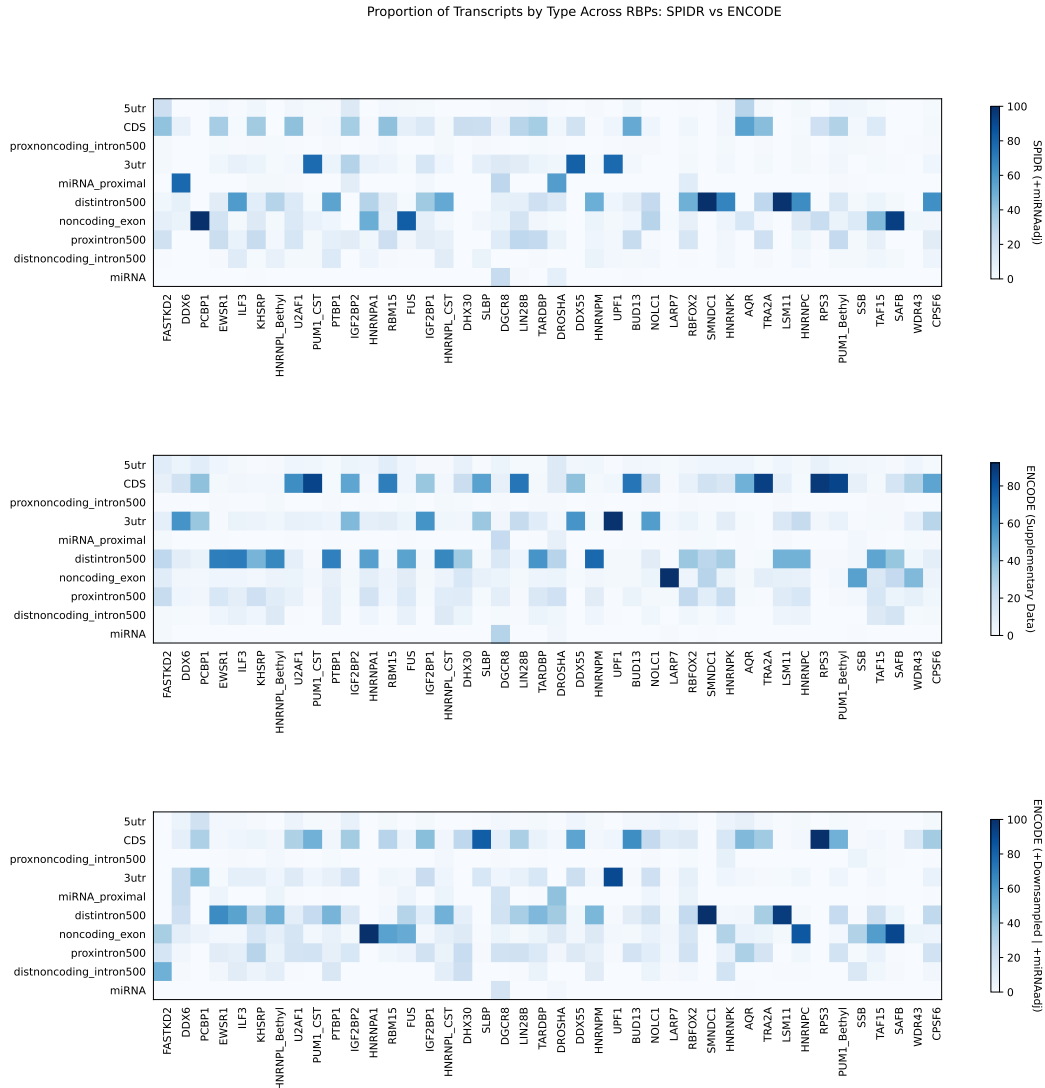 Proportion of Transcripts by Type Across RBPs: SPIDR vs ENCODE
5utr
CDS
proxnoncoding_intron500
3utr
miRNA_proximal
distintron500
noncoding_exon
proxintron500
distnoncoding_intron500
miRNA
FASTKD2
DDX6
PCBP1
EWSR1
ILF3
KHSRP
HNRNPL_Bethyl
U2AF1
PUM1_CST
PTBP1
IGF2BP2
HNRNPA1
RBM15
FUS
IGF2BP1
HNRNPL_CST
DHX30
SLBP
DGCR8
LIN28B
TARDBP
DROSHA
DDX55
HNRNPM
UPF1
BUD13
NOLC1
LARP7
RBFOX2
SMNDC1
HNRNPK
AQR
TRA2A
LSM11
HNRNPC
RPS3
PUM1_Bethyl
SSB
TAF15
SAFB
WDR43
CPSF6
100
80
60
40
20
0
SPIDR (+miRNAadj)
5utr
CDS
proxnoncoding_intron500
3utr
miRNA_proximal
distintron500
noncoding_exon
proxintron500
distnoncoding_intron500
miRNA
FASTKD2
DDX6
PCBP1
EWSR1
ILF3
KHSRP
HNRNPL_Bethyl
U2AF1
PUM1_CST
PTBP1
IGF2BP2
HNRNPA1
RBM15
FUS
IGF2BP1
HNRNPL_CST
DHX30
SLBP
DGCR8
LIN28B
TARDBP
DROSHA
DDX55
HNRNPM
UPF1
BUD13
NOLC1
LARP7
RBFOX2
SMNDC1
HNRNPK
AQR
TRA2A
LSM11
HNRNPC
RPS3
PUM1_Bethyl
SSB
TAF15
SAFB
WDR43
CPSF6
80
60
40
20
0
ENCODE (Supplementary Data)
5utr
CDS
proxnoncoding_intron500
3utr
miRNA_proximal
distintron500
noncoding_exon
proxintron500
distnoncoding_intron500
miRNA
FASTKD2
DDX6
PCBP1
EWSR1
ILF3
KHSRP
HNRNPL_Bethyl
U2AF1
PUM1_CST
PTBP1
IGF2BP2
HNRNPA1
RBM15
FUS
IGF2BP1
HNRNPL_CST
DHX30
SLBP
DGCR8
LIN28B
TARDBP
DROSHA
DDX55
HNRNPM
UPF1
BUD13
NOLC1
LARP7
RBFOX2
SMNDC1
HNRNPK
AQR
TRA2A
LSM11
HNRNPC
RPS3
PUM1_Bethyl
SSB
TAF15
SAFB
WDR43
CPSF6
100
80
60
40
20
0
ENCODE (+Downsampled | +miRNAadj)